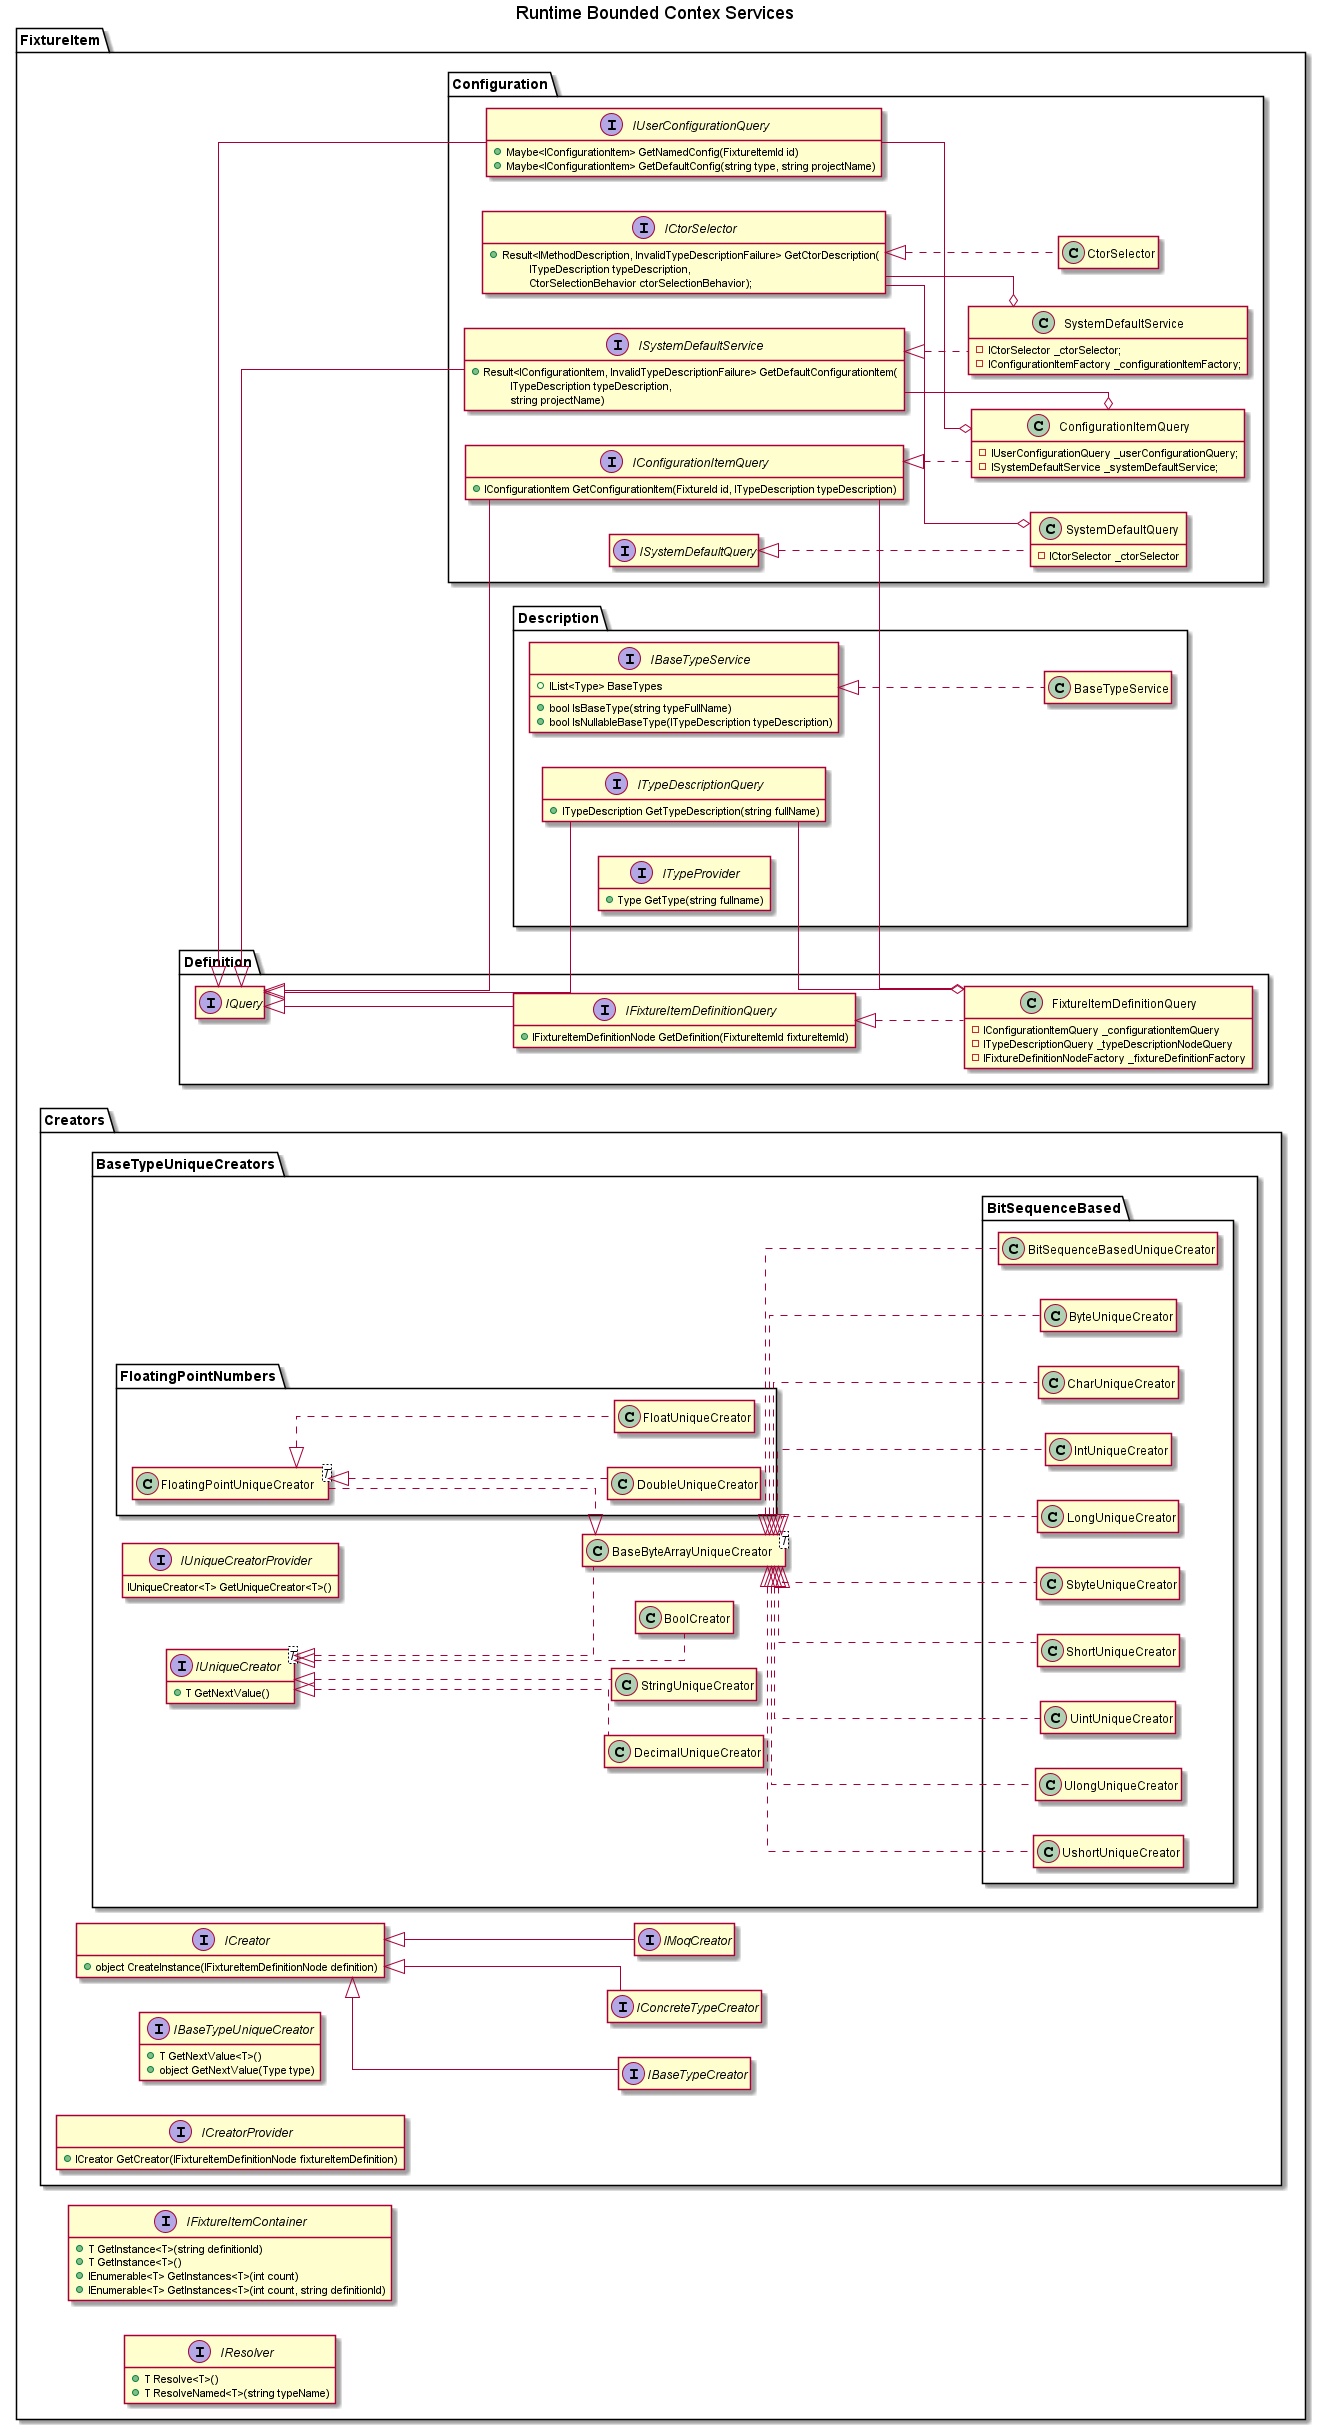 Runtime Bounded Contex Services
FixtureItem
Configuration
I IUserConfigurationQuery
Maybe<IConfigurationItem> GetNamedConfig(FixtureItemId id)
Maybe<IConfigurationItem> GetDefaultConfig(string type, string projectName)
I ICtorSelector
Result<IMethodDescription, InvalidTypeDescriptionFailure> GetCtorDescription(
ITypeDescription typeDescription,
CtorSelectionBehavior ctorSelectionBehavior);
C CtorSelector
C SystemDefaultService
ICtorSelector _ctorSelector;
IConfigurationItemFactory _configurationItemFactory;
I ISystemDefaultService
Result<IConfigurationItem, InvalidTypeDescriptionFailure> GetDefaultConfigurationItem(
ITypeDescription typeDescription,
string projectName)
C ConfigurationItemQuery
IUserConfigurationQuery _userConfigurationQuery;
ISystemDefaultService _systemDefaultService;
I IConfigurationItemQuery
IConfigurationItem GetConfigurationItem(FixtureId id, ITypeDescription typeDescription)
C SystemDefaultQuery
ICtorSelector _ctorSelector
I ISystemDefaultQuery
Description
I IBaseTypeService
IList<Type> BaseTypes
bool IsBaseType(string typeFullName)
bool IsNullableBaseType(ITypeDescription typeDescription)
C BaseTypeService
I ITypeDescriptionQuery
ITypeDescription GetTypeDescription(string fullName)
I ITypeProvider
Type GetType(string fullname)
Definition
I IQuery
I IFixtureItemDefinitionQuery
IFixtureItemDefinitionNode GetDefinition(FixtureItemId fixtureItemId)
C FixtureItemDefinitionQuery
IConfigurationItemQuery _configurationItemQuery
ITypeDescriptionQuery _typeDescriptionNodeQuery
IFixtureDefinitionNodeFactory _fixtureDefinitionFactory
Creators
BaseTypeUniqueCreators
BitSequenceBased
C BitSequenceBasedUniqueCreator
C ByteUniqueCreator
C CharUniqueCreator
C IntUniqueCreator
C LongUniqueCreator
C SbyteUniqueCreator
C ShortUniqueCreator
C UintUniqueCreator
C UlongUniqueCreator
C UshortUniqueCreator
FloatingPointNumbers
C FloatUniqueCreator
C FloatingPointUniqueCreator
T
C DoubleUniqueCreator
C BaseByteArrayUniqueCreator
T
I IUniqueCreatorProvider
IUniqueCreator<T> GetUniqueCreator<T>()
C BoolCreator
I IUniqueCreator
T
T GetNextValue()
C StringUniqueCreator
C DecimalUniqueCreator
I ICreator
object CreateInstance(IFixtureItemDefinitionNode definition)
I IMoqCreator
I IConcreteTypeCreator
I IBaseTypeUniqueCreator
T GetNextValue<T>()
object GetNextValue(Type type)
I IBaseTypeCreator
I ICreatorProvider
ICreator GetCreator(IFixtureItemDefinitionNode fixtureItemDefinition)
I IFixtureItemContainer
T GetInstance<T>(string definitionId)
T GetInstance<T>()
IEnumerable<T> GetInstances<T>(int count)
IEnumerable<T> GetInstances<T>(int count, string definitionId)
I IResolver
T Resolve<T>()
T ResolveNamed<T>(string typeName)